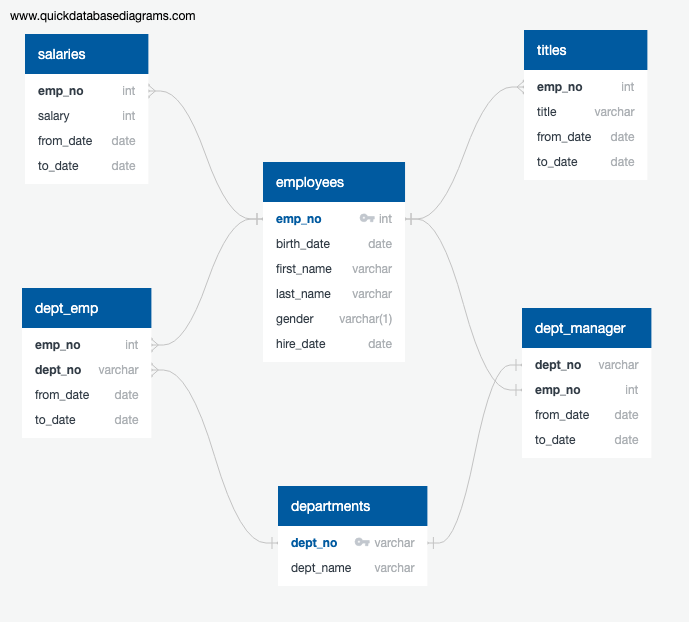 www.quickdatabasediagrams.com
salaries
emp_no int
salary int
from_date date
to_date date
titles
emp_no int
title varchar
from_date date
to_date date
employees
emp_no int
birth_date date
first_name varchar
last_name varchar
gender varchar(1)
hire_date date
dept_emp
emp_no int
dept_no varchar
from_date date
to_date date
dept_manager
dept_no varchar
emp_no int
from_date date
to_date date
departments
dept_no varchar
dept_name varchar